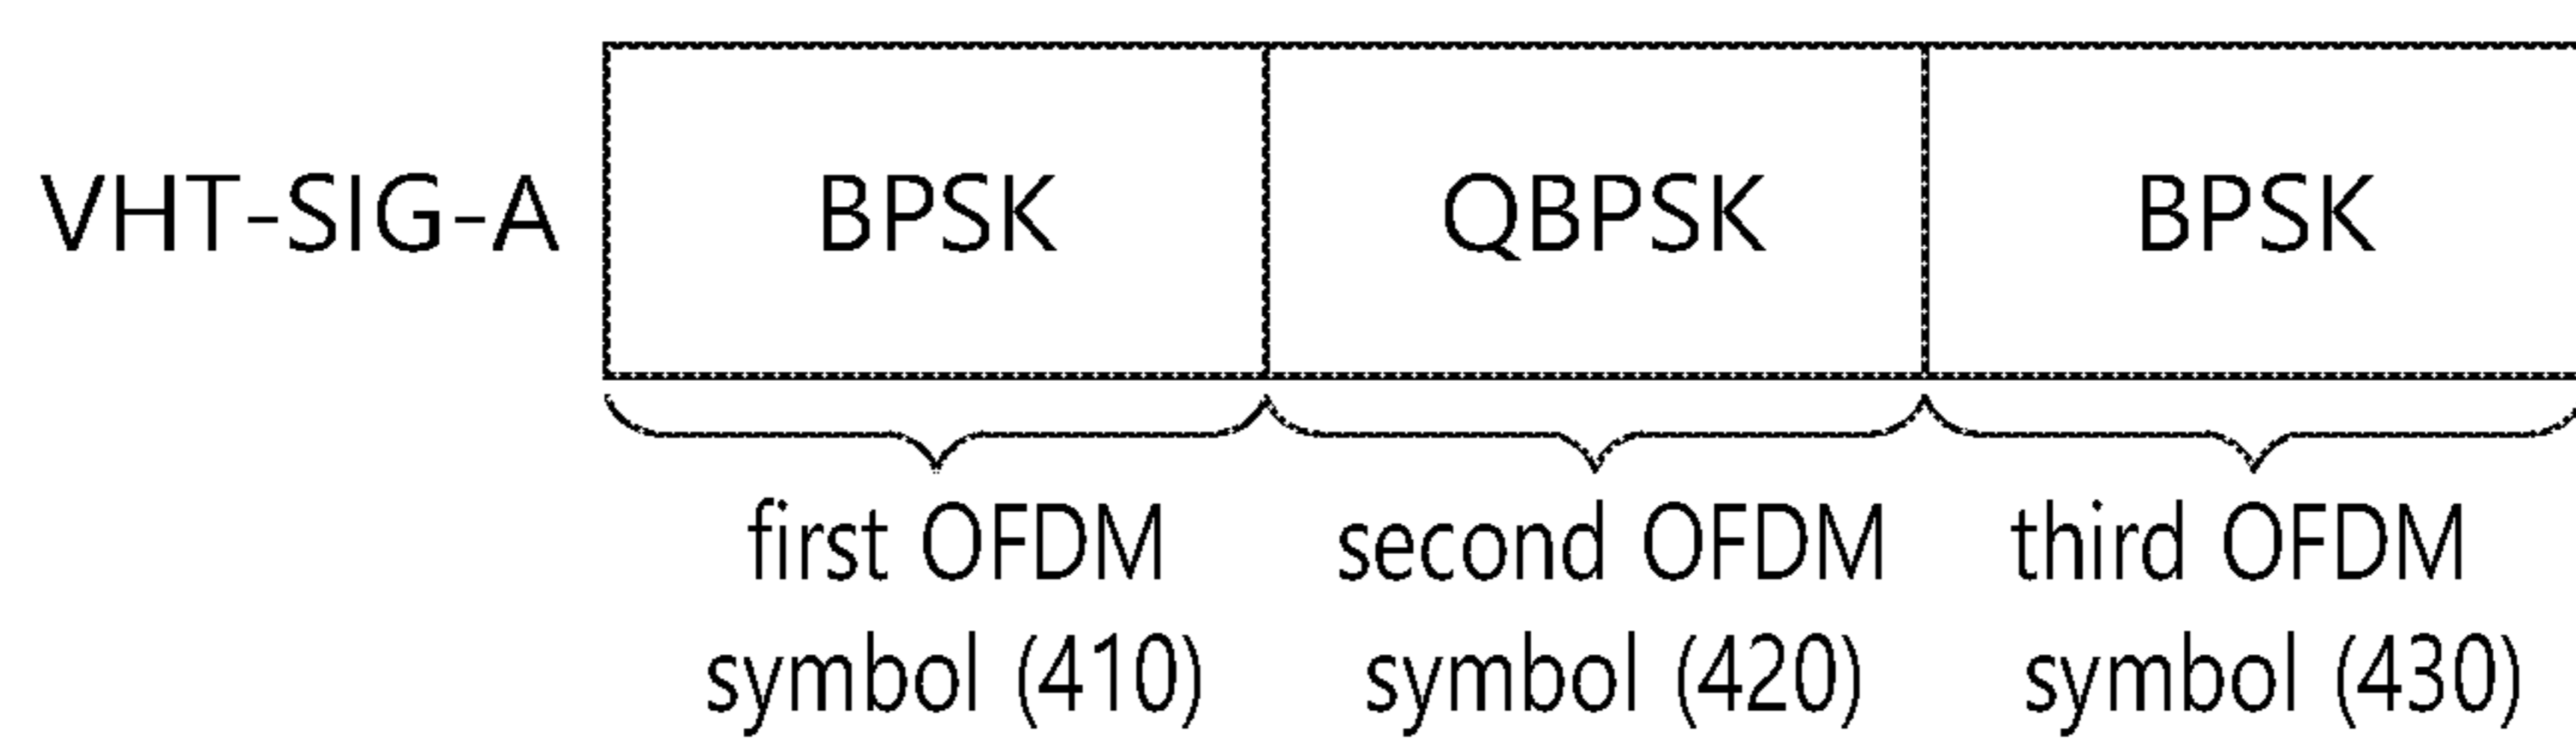 VHT-SIG-A BPSK QBPSK BPSK
first OFDM second OFDM third OFDM
symbol (410) symbol (420) symbol (430)